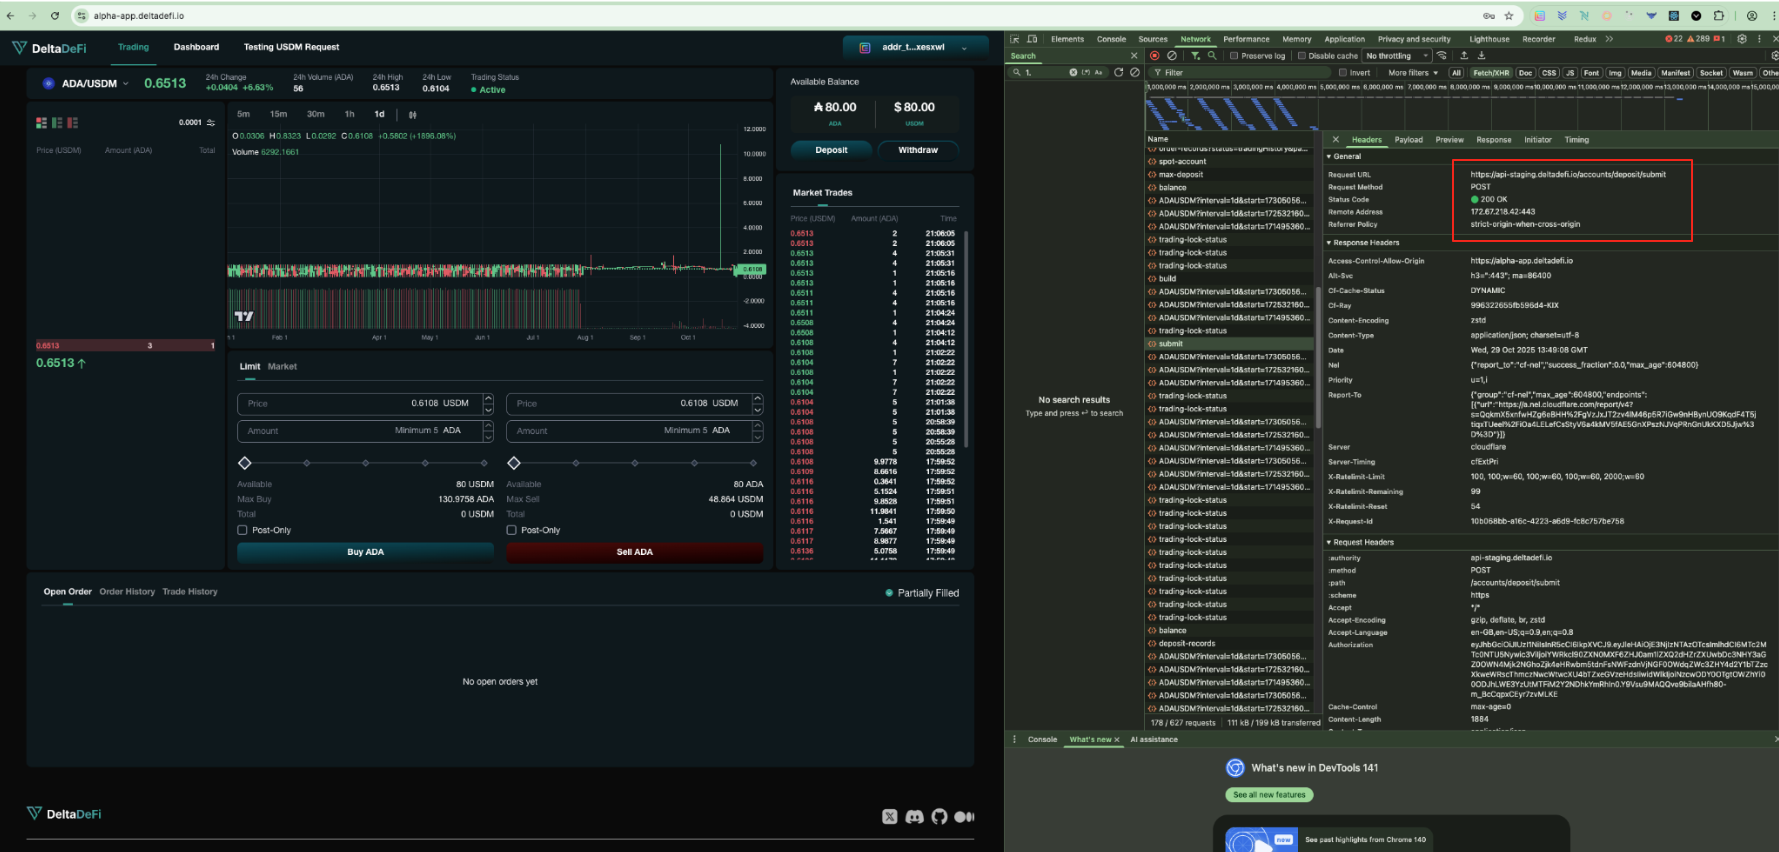 alpha-app.deltadefi.io
DeltaDeFi
Trading
Dashboard
Testing USDM Request
addr_t...xesxwl
ADA/USDM
0.6513
24h Change
+0.0404 +6.63%
24h Volume (ADA)
56
24h High
0.6513
24h Low
0.6104
Trading Status
Active
0.0001
Price (USDM) Amount (ADA) Total
0.6513 3 1
0.6513↑
5m 15m 30m 1h 1d
O0.0306 H0.8323 L0.0292 C0.6108 +0.5802 (+1896.08%)
Volume 6292.1661
12.0000
10.0000
8.0000
6.0000
4.0000
2.0000
0.6108
0.0000
-2.0000
-4.0000
Feb 1 Apr 1 May 1 Jun 1 Jul 1 Aug 1 Sep 1 Oct 1
Limit Market
Price 0.6108 USDM
Amount Minimum 5 ADA
Available 80 USDM
Max Buy 130.9758 ADA
Total 0 USDM
Post-Only
Buy ADA
Price 0.6108 USDM
Amount Minimum 5 ADA
Available 80 ADA
Max Sell 48.864 USDM
Total 0 USDM
Post-Only
Sell ADA
Available Balance
₳ 80.00
ADA
$ 80.00
USDM
Deposit
Withdraw
Market Trades
Price (USDM) Amount (ADA) Time
0.6513 2 21:06:05
0.6513 2 21:06:05
0.6513 4 21:05:31
0.6513 4 21:05:31
0.6513 1 21:05:16
0.6513 1 21:05:16
0.6511 4 21:05:16
0.6511 4 21:05:16
0.6511 1 21:04:24
0.6508 4 21:04:24
0.6508 1 21:04:12
0.6108 4 21:04:12
0.6108 1 21:02:22
0.6104 7 21:02:22
0.6108 1 21:02:22
0.6104 7 21:02:22
0.6104 7 21:02:22
0.6104 5 21:01:38
0.6104 5 21:01:38
0.6108 5 20:58:39
0.6108 5 20:58:39
0.6108 5 20:55:28
0.6108 5 20:55:28
0.6108 9.9778 17:59:52
0.6109 8.6616 17:59:52
0.6116 0.3641 17:59:52
0.6116 5.1524 17:59:51
0.6116 9.8528 17:59:51
0.6116 11.9841 17:59:50
0.6116 1.541 17:59:49
0.6117 7.5867 17:59:49
0.6117 8.9877 17:59:49
0.6136 5.0758 17:59:49
Open Order Order History Trade History
Partially Filled
No open orders yet
DeltaDeFi
Elements Console Sources Network Performance Memory Application Privacy and security Lighthouse Recorder Redux
22 289 1
Search
1.
Aa
No search results
Type and press ↵ to search
Preserve log
Disable cache
No throttling
Filter
Invert
More filters
All Fetch/XHR Doc CSS JS Font Img Media Manifest Socket Wasm
Name
spot-account
max-deposit
balance
ADAUSDM?interval=1d&start=17305056...
ADAUSDM?interval=1d&start=172532160...
ADAUSDM?interval=1d&start=171495360...
trading-lock-status
trading-lock-status
trading-lock-status
build
ADAUSDM?interval=1d&start=17305056...
ADAUSDM?interval=1d&start=172532160...
ADAUSDM?interval=1d&start=171495360...
trading-lock-status
submit
ADAUSDM?interval=1d&start=17305056...
ADAUSDM?interval=1d&start=172532160...
ADAUSDM?interval=1d&start=171495360...
trading-lock-status
trading-lock-status
ADAUSDM?interval=1d&start=17305056...
ADAUSDM?interval=1d&start=172532160...
ADAUSDM?interval=1d&start=171495360...
ADAUSDM?interval=1d&start=17305056...
ADAUSDM?interval=1d&start=172532160...
ADAUSDM?interval=1d&start=171495360...
trading-lock-status
trading-lock-status
trading-lock-status
trading-lock-status
trading-lock-status
trading-lock-status
trading-lock-status
trading-lock-status
trading-lock-status
trading-lock-status
balance
deposit-records
ADAUSDM?interval=1d&start=17305056...
ADAUSDM?interval=1d&start=172532160...
ADAUSDM?interval=1d&start=171495360...
ADAUSDM?interval=1d&start=17305056...
ADAUSDM?interval=1d&start=172532160...
178 / 627 requests 111 kB / 199 kB transferred
Headers Payload Preview Response Initiator Timing
General
Request URL https://api-staging.deltadefi.io/accounts/deposit/submit
Request Method POST
Status Code 200 OK
Remote Address 172.67.218.42:443
Referrer Policy strict-origin-when-cross-origin
Response Headers
Access-Control-Allow-Origin https://alpha-app.deltadefi.io
Alt-Svc h3=":443"; ma=86400
Cf-Cache-Status DYNAMIC
Cf-Ray 996322655fb596d4-KIX
Content-Encoding zstd
Content-Type application/json; charset=utf-8
Date Wed, 29 Oct 2025 13:49:08 GMT
Nel {"report_to":"cf-nel","success_fraction":0.0,"max_age":604800}
Priority u=1,i
Report-To {"group":"cf-nel","max_age":604800,"endpoints":
Server cloudflare
Server-Timing cfExtPri
X-Ratelimit-Limit 100, 100;w=60, 100;w=60, 100;w=60, 2000;w=60
X-Ratelimit-Remaining 99
X-Ratelimit-Reset 54
X-Request-Id 10b068bb-a16c-4223-a6d9-fc8c757be758
Request Headers
:authority api-staging.deltadefi.io
:method POST
:path /accounts/deposit/submit
:scheme https
Accept */*
Accept-Encoding gzip, deflate, br, zstd
Accept-Language en-GB,en-US;q=0.9,en;q=0.8
Authorization
Cache-Control max-age=0
Content-Length 1884
Console What's new AI assistance
What's new in DevTools 141
See all new features
new
See past highlights from Chrome 140